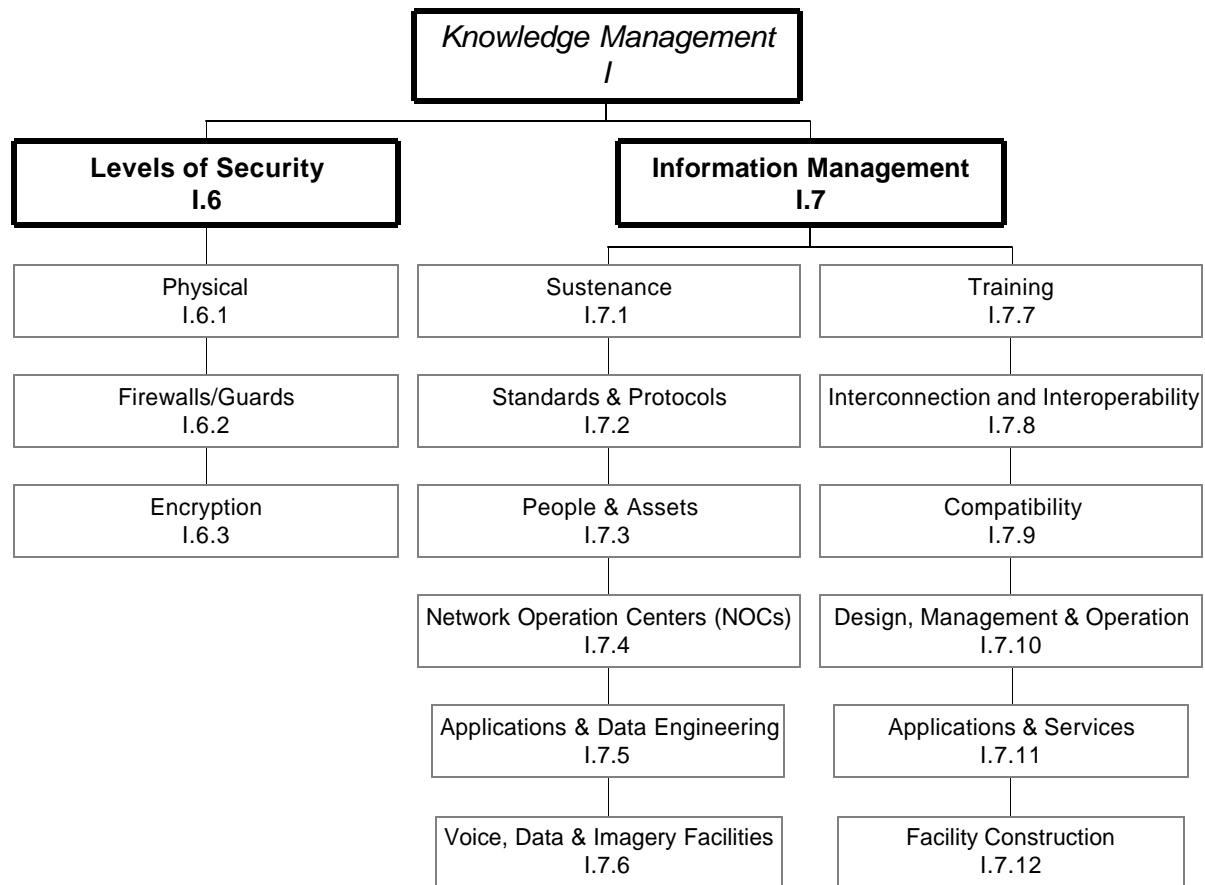 Knowledge Management
I
Levels of Security
I.6
Information Management
I.7
Physical
I.6.1
Sustenance
I.7.1
Training
I.7.7
Firewalls/Guards
I.6.2
Standards & Protocols
I.7.2
Interconnection and Interoperability
I.7.8
Encryption
I.6.3
People & Assets
I.7.3
Compatibility
I.7.9
Network Operation Centers (NOCs)
I.7.4
Design, Management & Operation
I.7.10
Applications & Data Engineering
I.7.5
Applications & Services
I.7.11
Voice, Data & Imagery Facilities
I.7.6
Facility Construction
I.7.12